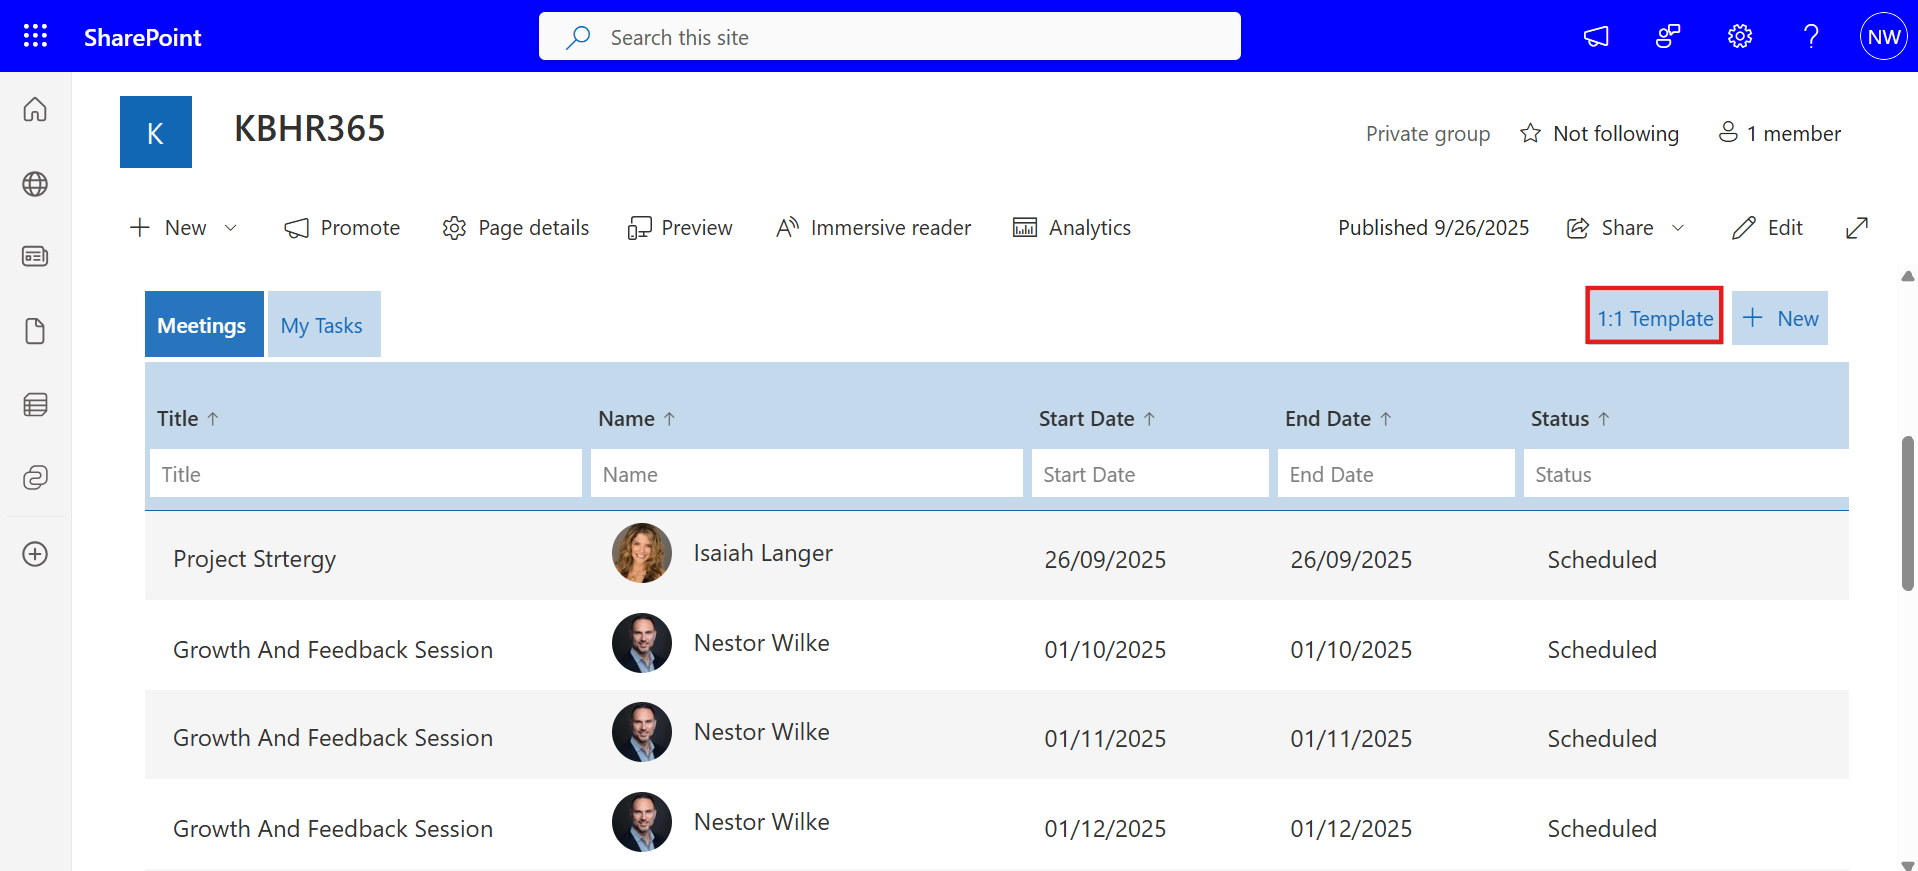 SharePoint
Search this site
NW
K
KBHR365
Private group
Not following
1 member
New
Promote
Page details
Preview
Immersive reader
Analytics
Published 9/26/2025
Share
Edit
Meetings
My Tasks
1:1 Template
New
Title ↑ Name ↑ Start Date ↑ End Date ↑ Status ↑
Title Name Start Date End Date Status
Project Strtergy Isaiah Langer 26/09/2025 26/09/2025 Scheduled
Growth And Feedback Session Nestor Wilke 01/10/2025 01/10/2025 Scheduled
Growth And Feedback Session Nestor Wilke 01/11/2025 01/11/2025 Scheduled
Growth And Feedback Session Nestor Wilke 01/12/2025 01/12/2025 Scheduled